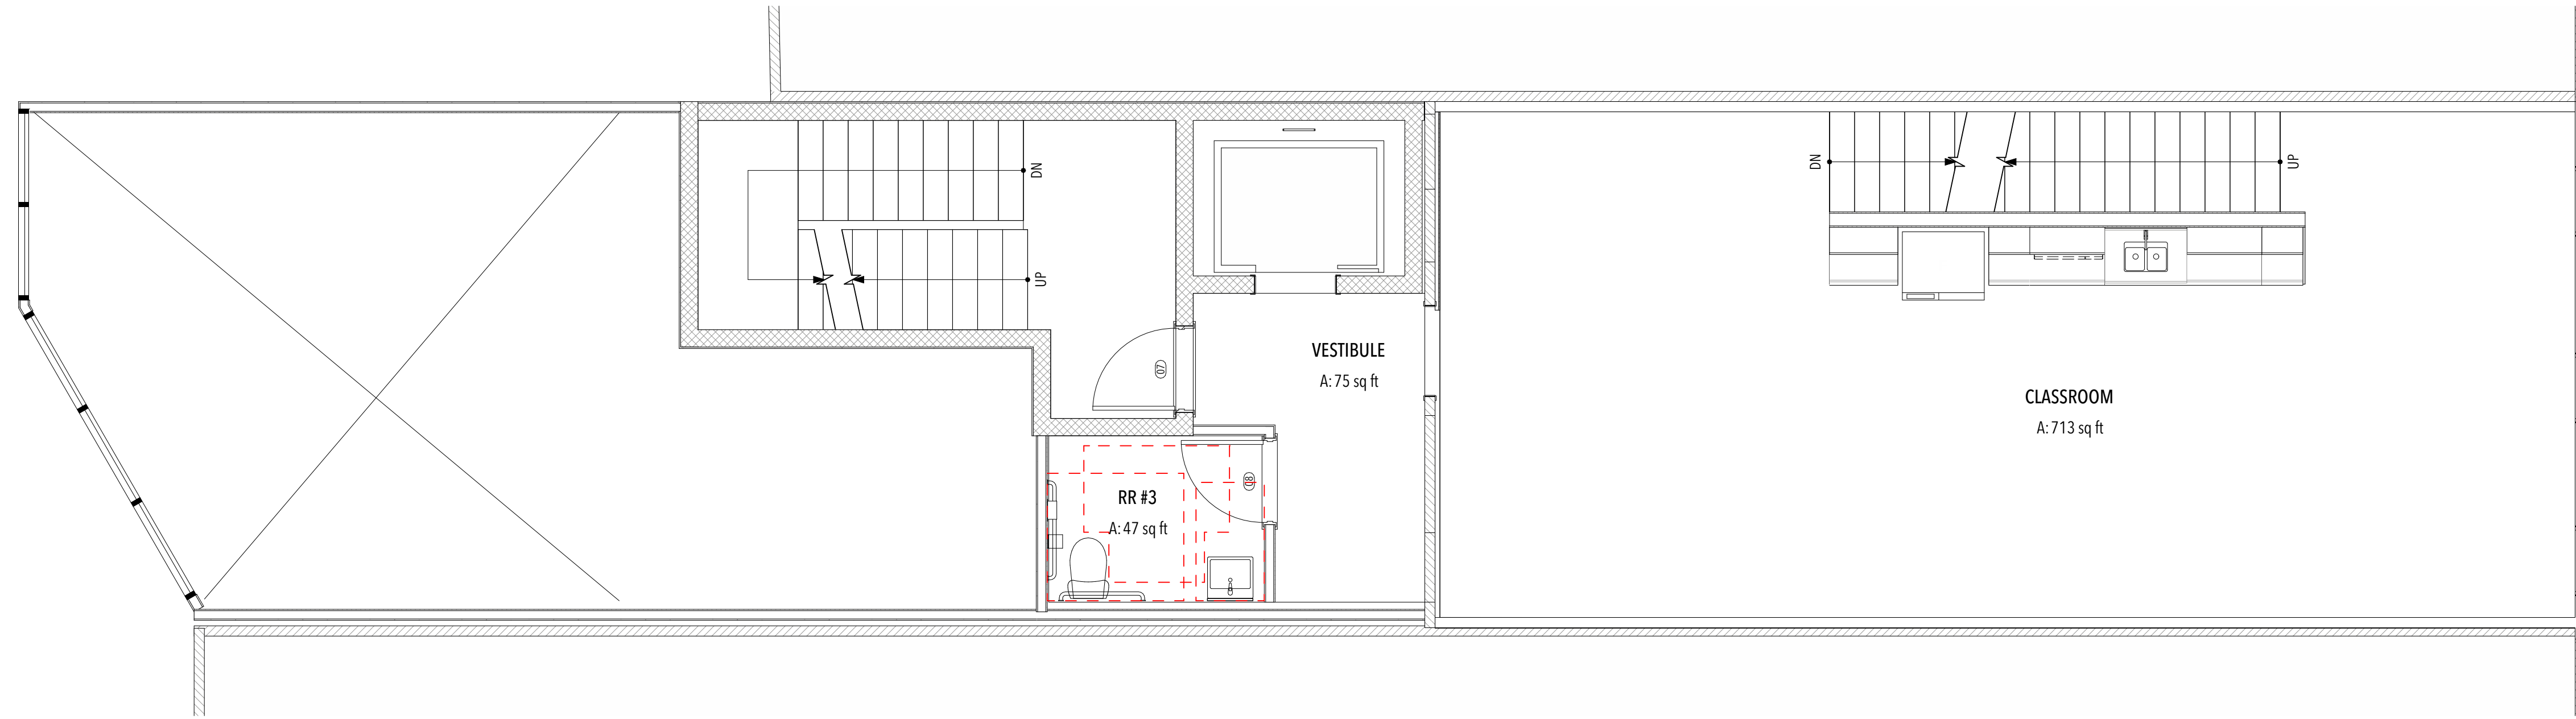 DN
UP
07
VESTIBULE
A: 75 sq ft
RR #3
A: 47 sq ft
08
DN
UP
CLASSROOM
A: 713 sq ft